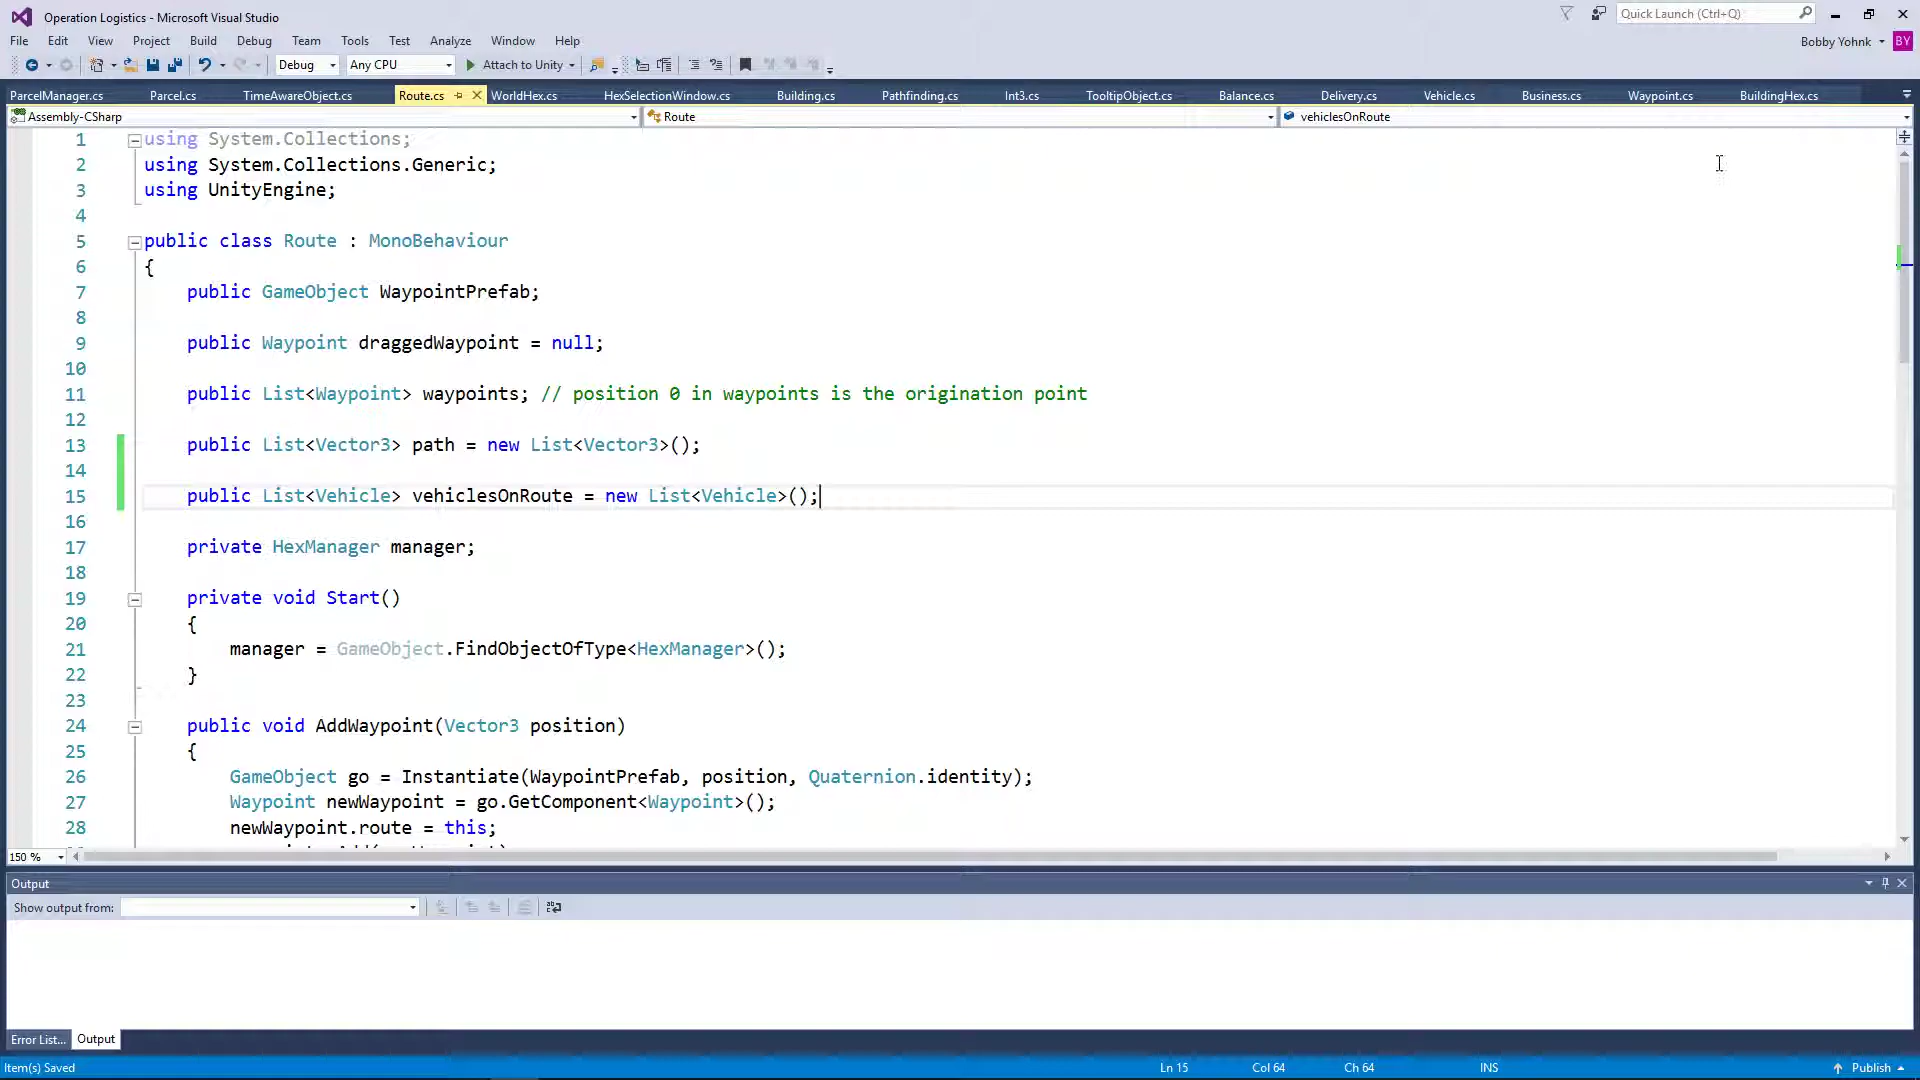 Operation Logistics - Microsoft Visual Studio
Quick Launch (Ctrl+Q)
File Edit View Project Build Debug Team Tools Test Analyze Window Help
Bobby Yohnk BY
Debug Any CPU Attach to Unity
ParcelManager.cs Parcel.cs TimeAwareObject.cs Route.cs WorldHex.cs HexSelectionWindow.cs Building.cs Pathfinding.cs Int3.cs TooltipObject.cs Balance.cs Delivery.cs Vehicle.cs Business.cs Waypoint.cs BuildingHex.cs
Assembly-CSharp Route vehiclesOnRoute
1 using System.Collections;
2 using System.Collections.Generic;
3 using UnityEngine;
4
5 public class Route : MonoBehaviour
6 {
7 public GameObject WaypointPrefab;
8
9 public Waypoint draggedWaypoint = null;
10
11 public List<Waypoint> waypoints; // position 0 in waypoints is the origination point
12
13 public List<Vector3> path = new List<Vector3>();
14
15 public List<Vehicle> vehiclesOnRoute = new List<Vehicle>();
16
17 private HexManager manager;
18
19 private void Start()
20 {
21 manager = GameObject.FindObjectOfType<HexManager>();
22 }
23
24 public void AddWaypoint(Vector3 position)
25 {
26 GameObject go = Instantiate(WaypointPrefab, position, Quaternion.identity);
27 Waypoint newWaypoint = go.GetComponent<Waypoint>();
28 newWaypoint.route = this;
150 %
Output
Show output from:
Error List... Output
Item(s) Saved Ln 15 Col 64 Ch 64 INS Publish